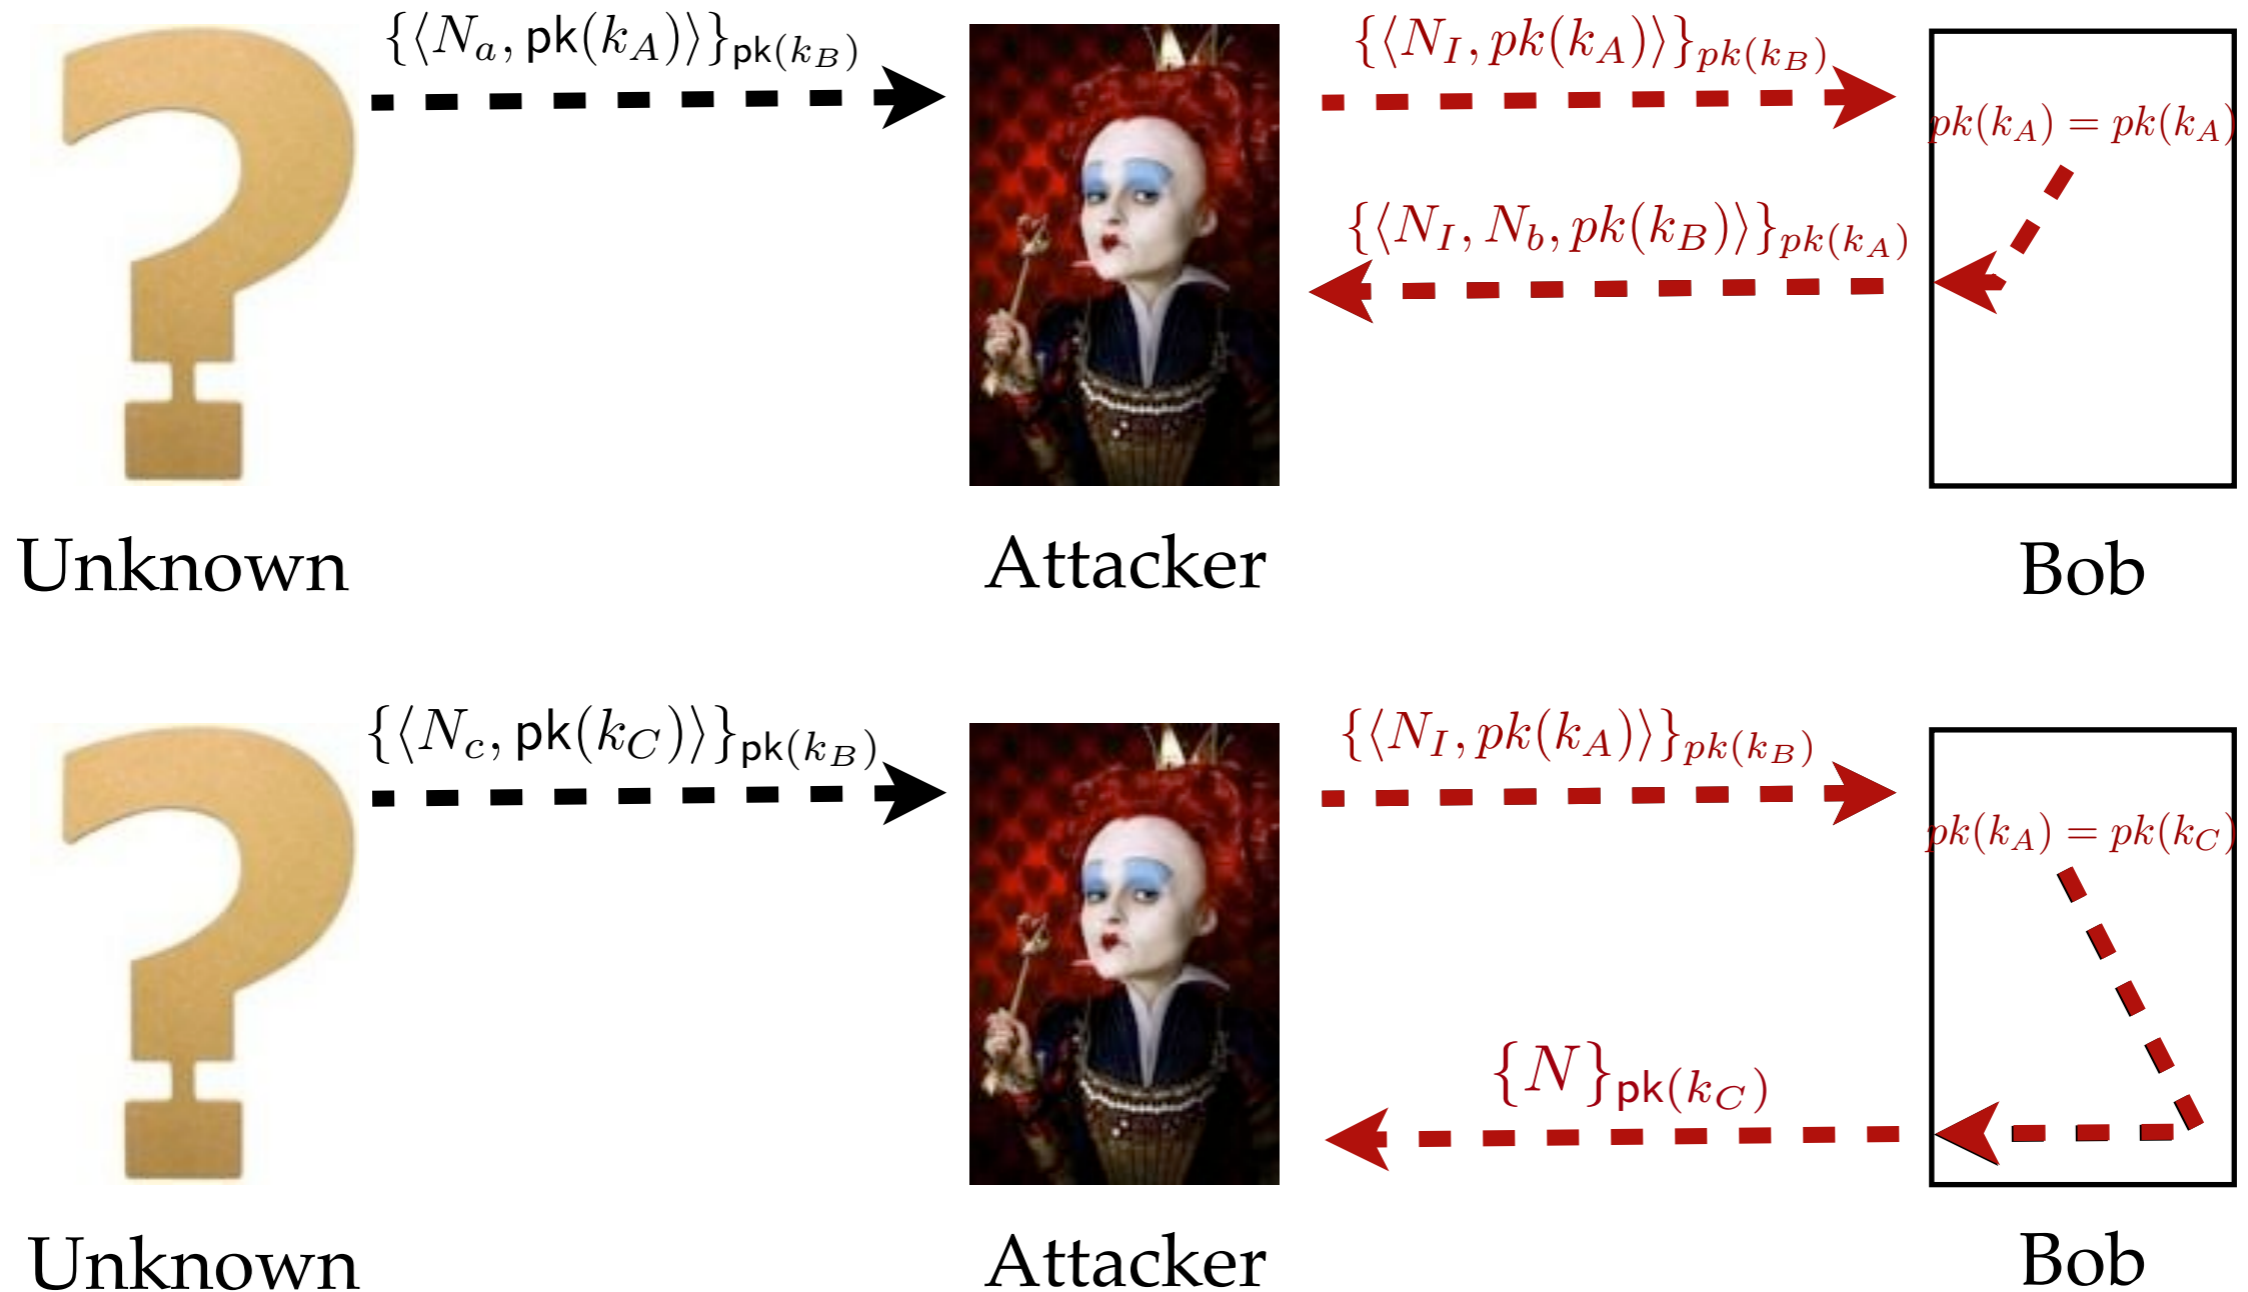 {⟨N_a, pk(k_A)⟩}_pk(k_B)
{⟨N_I, pk(k_A)⟩}_pk(k_B)
pk(k_A) = pk(k_A)
{⟨N_I, N_b, pk(k_B)⟩}_pk(k_A)
Unknown
Attacker
Bob
{⟨N_c, pk(k_C)⟩}_pk(k_B)
{⟨N_I, pk(k_A)⟩}_pk(k_B)
pk(k_A) = pk(k_C)
{N}_pk(k_C)
Unknown
Attacker
Bob